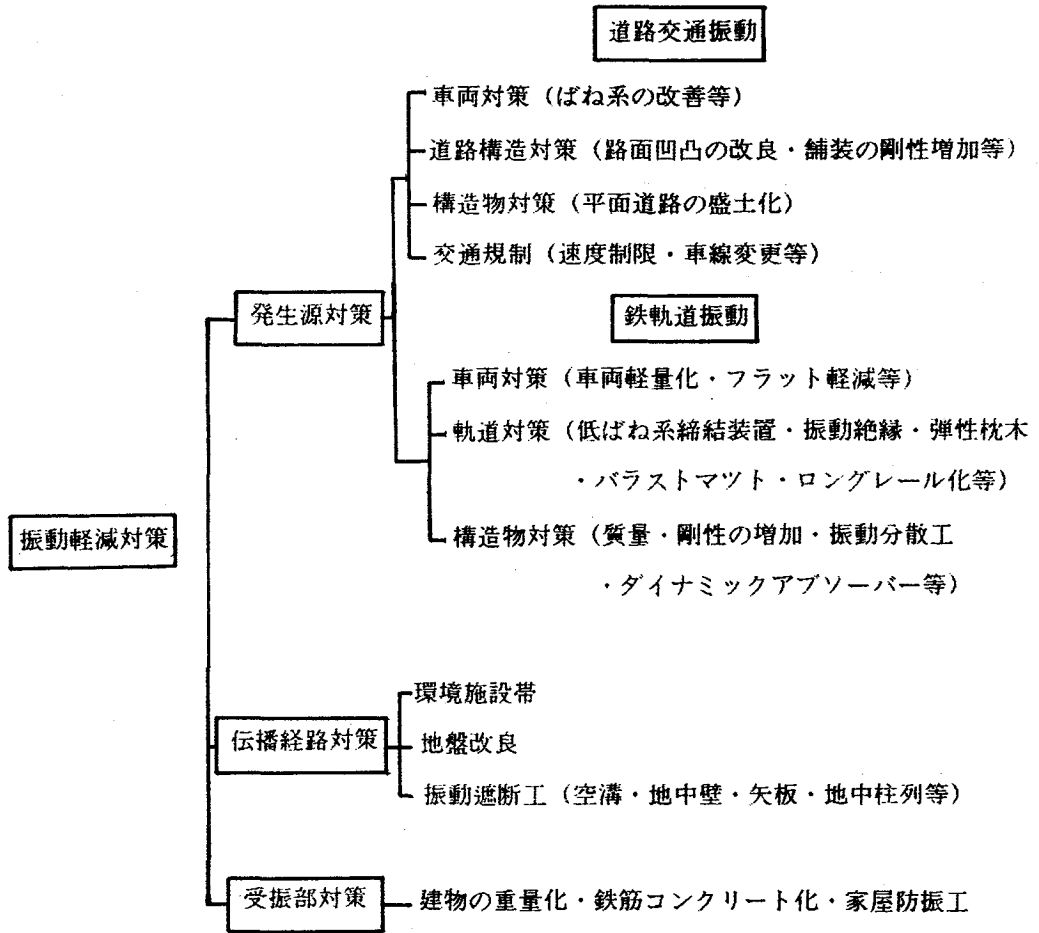 道路交通振動
車両対策（ばね系の改善等）
道路構造対策（路面凹凸の改良・舗装の剛性増加等）
構造物対策（平面道路の盛土化）
交通規制（速度制限・車線変更等）
発生源対策
鉄軌道振動
車両対策（車両軽量化・フラット軽減等）
軌道対策（低ばね系締結装置・振動絶縁・弾性枕木
・バラストマツト・ロングレール化等）
振動軽減対策
構造物対策（質量・剛性の増加・振動分散工
・ダイナミックアブソーバー等）
環境施設帯
伝播経路対策
地盤改良
振動遮断工（空溝・地中壁・矢板・地中柱列等）
受振部対策
建物の重量化・鉄筋コンクリート化・家屋防振工